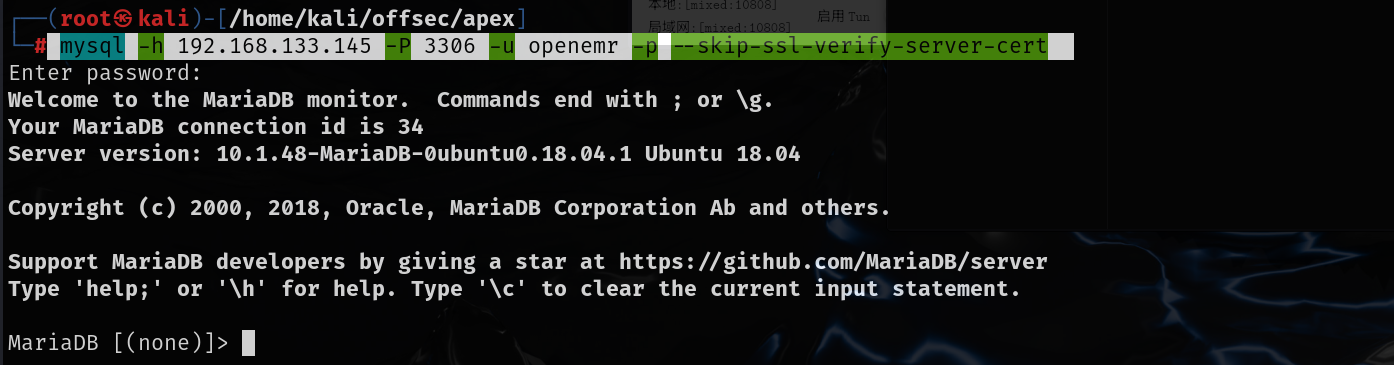 本地:[mixed:10808]
启用 Tun
局域网:[mixed:10808]
┌──(root㉿kali)-[/home/kali/offsec/apex]
└─# mysql -h 192.168.133.145 -P 3306 -u openemr -p --skip-ssl-verify-server-cert
Enter password:
Welcome to the MariaDB monitor.  Commands end with ; or \g.
Your MariaDB connection id is 34
Server version: 10.1.48-MariaDB-0ubuntu0.18.04.1 Ubuntu 18.04
Copyright (c) 2000, 2018, Oracle, MariaDB Corporation Ab and others.
Support MariaDB developers by giving a star at https://github.com/MariaDB/server
Type 'help;' or '\h' for help. Type '\c' to clear the current input statement.
MariaDB [(none)]>